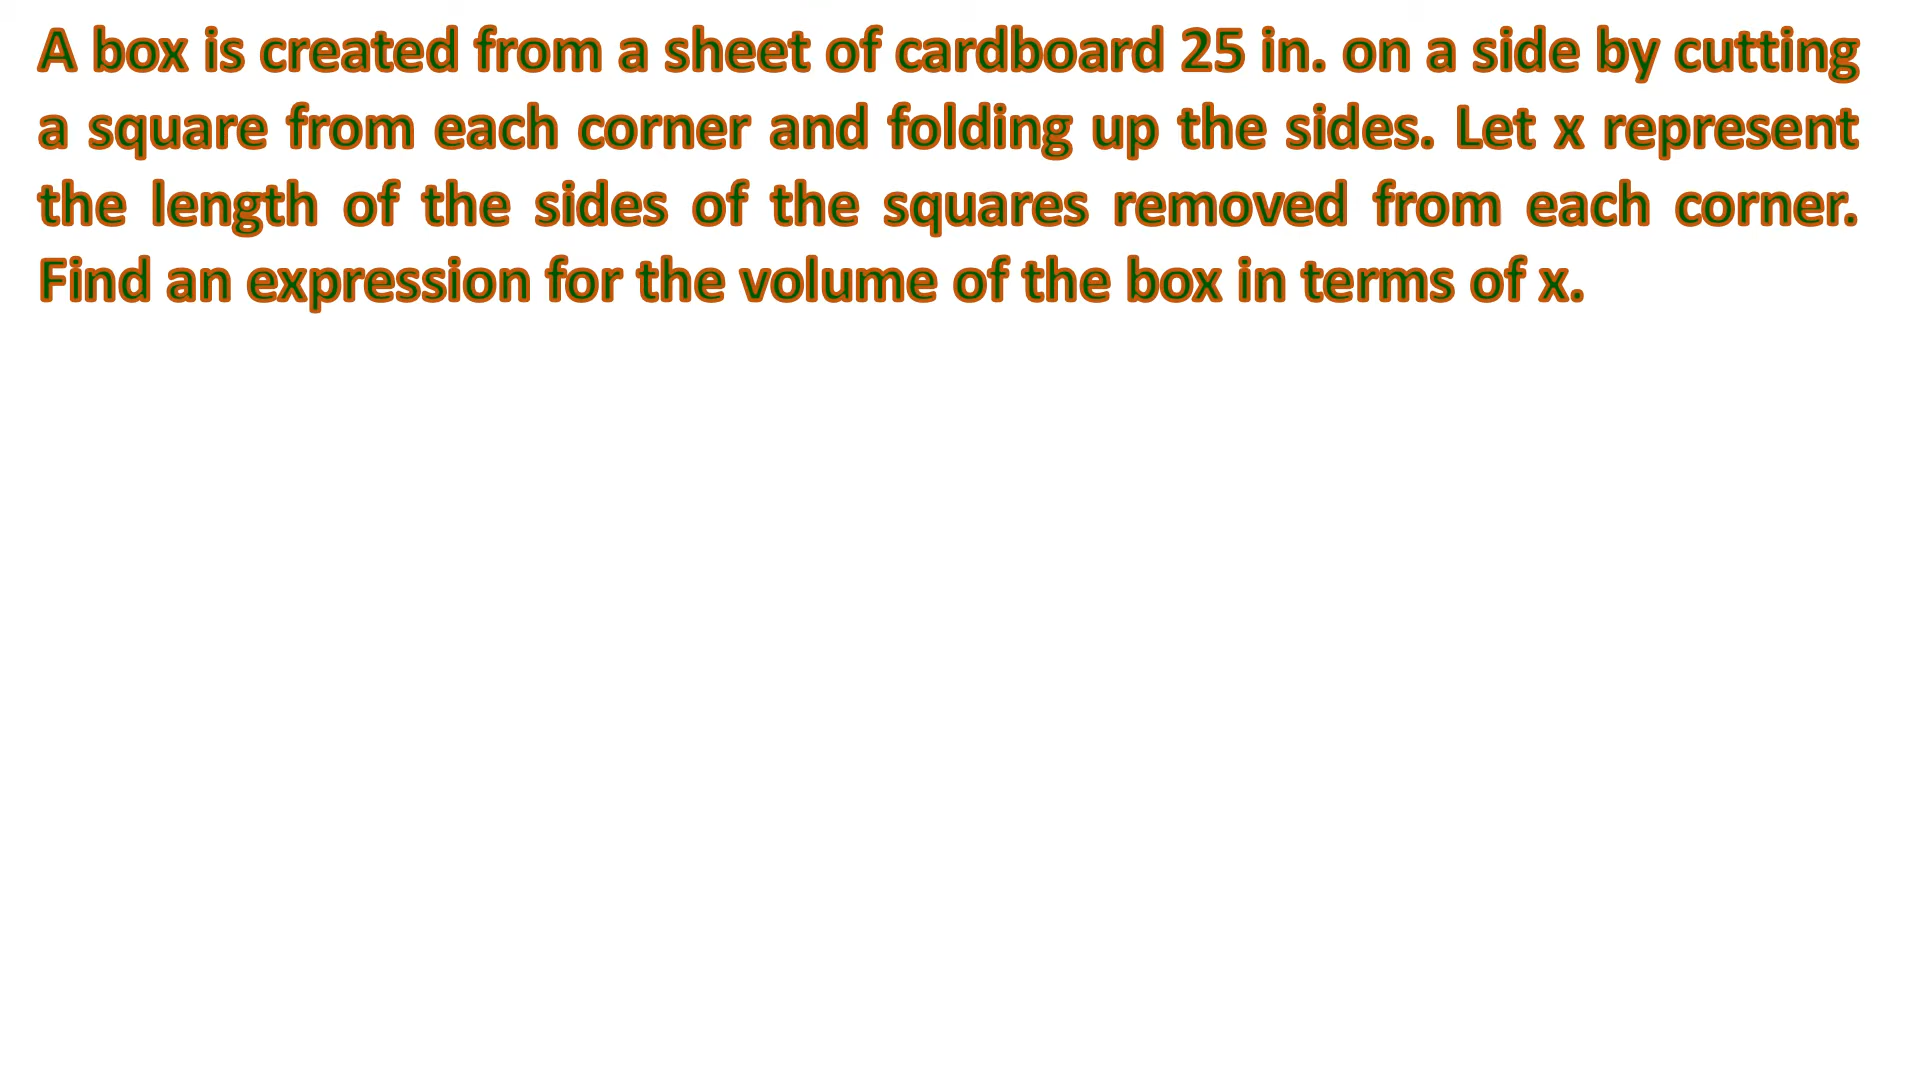 A box is created from a sheet of cardboard 25 in. on a side by cutting
a square from each corner and folding up the sides. Let x represent
the length of the sides of the squares removed from each corner.
Find an expression for the volume of the box in terms of x.